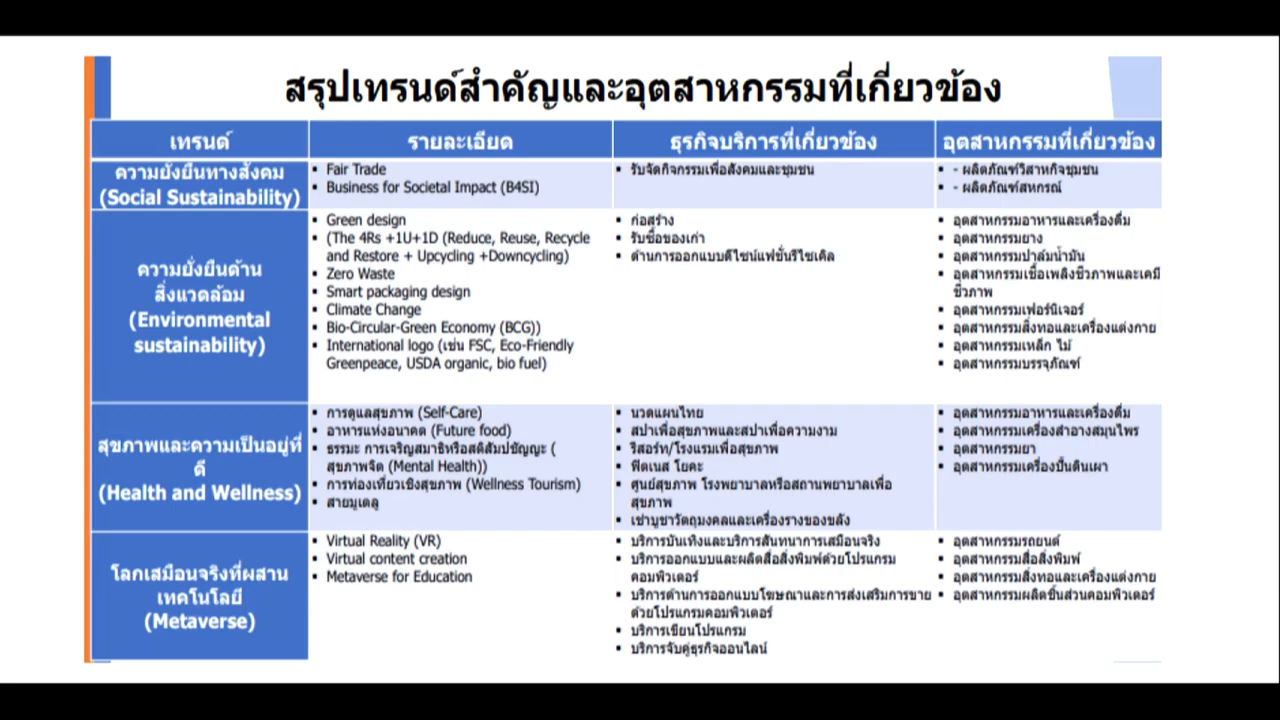 สรุปเทรนด์สำคัญและอุตสาหกรรมที่เกี่ยวข้อง
เทรนด์
รายละเอียด
ธุรกิจบริการที่เกี่ยวข้อง
อุตสาหกรรมที่เกี่ยวข้อง
ความยั่งยืนทางสังคม
(Social Sustainability)
▪ Fair Trade
▪ Business for Societal Impact (B4SI)
▪ รับจัดกิจกรรมเพื่อสังคมและชุมชน
▪ - ผลิตภัณฑ์วิสาหกิจชุมชน
▪ - ผลิตภัณฑ์สหกรณ์
ความยั่งยืนด้าน
สิ่งแวดล้อม
(Environmental
sustainability)
▪ Green design
▪ (The 4Rs +1U+1D (Reduce, Reuse, Recycle
and Restore + Upcycling +Downcycling)
▪ Zero Waste
▪ Smart packaging design
▪ Climate Change
▪ Bio-Circular-Green Economy (BCG))
▪ International logo (เช่น FSC, Eco-Friendly
Greenpeace, USDA organic, bio fuel)
▪ ก่อสร้าง
▪ รับซื้อของเก่า
▪ ด้านการออกแบบดีไซน์แฟชั่นรีไซเคิล
▪ อุตสาหกรรมอาหารและเครื่องดื่ม
▪ อุตสาหกรรมยาง
▪ อุตสาหกรรมปาล์มน้ำมัน
▪ อุตสาหกรรมเชื้อเพลิงชีวภาพและเคมี
ชีวภาพ
▪ อุตสาหกรรมเฟอร์นิเจอร์
▪ อุตสาหกรรมสิ่งทอและเครื่องแต่งกาย
▪ อุตสาหกรรมเหล็ก ไม้
▪ อุตสาหกรรมบรรจุภัณฑ์
สุขภาพและความเป็นอยู่ที่
ดี
(Health and Wellness)
▪ การดูแลสุขภาพ (Self-Care)
▪ อาหารแห่งอนาคต (Future food)
▪ ธรรมะ การเจริญสมาธิหรือสติสัมปชัญญะ (
สุขภาพจิต (Mental Health))
▪ การท่องเที่ยวเชิงสุขภาพ (Wellness Tourism)
▪ สายมูเตลู
▪ นวดแผนไทย
▪ สปาเพื่อสุขภาพและสปาเพื่อความงาม
▪ รีสอร์ท/โรงแรมเพื่อสุขภาพ
▪ ฟิตเนส โยคะ
▪ ศูนย์สุขภาพ โรงพยาบาลหรือสถานพยาบาลเพื่อ
สุขภาพ
▪ เช่าบูชาวัตถุมงคลและเครื่องรางของขลัง
▪ อุตสาหกรรมอาหารและเครื่องดื่ม
▪ อุตสาหกรรมเครื่องสำอางสมุนไพร
▪ อุตสาหกรรมยา
▪ อุตสาหกรรมเครื่องปั้นดินเผา
โลกเสมือนจริงที่ผสาน
เทคโนโลยี
(Metaverse)
▪ Virtual Reality (VR)
▪ Virtual content creation
▪ Metaverse for Education
▪ บริการบันเทิงและบริการสันทนาการเสมือนจริง
▪ บริการออกแบบและผลิตสื่อสิ่งพิมพ์ด้วยโปรแกรม
คอมพิวเตอร์
▪ บริการด้านการออกแบบโฆษณาและการส่งเสริมการขาย
ด้วยโปรแกรมคอมพิวเตอร์
▪ บริการเขียนโปรแกรม
▪ บริการจับคู่ธุรกิจออนไลน์
▪ อุตสาหกรรมรถยนต์
▪ อุตสาหกรรมสื่อสิ่งพิมพ์
▪ อุตสาหกรรมสิ่งทอและเครื่องแต่งกาย
▪ อุตสาหกรรมผลิตชิ้นส่วนคอมพิวเตอร์